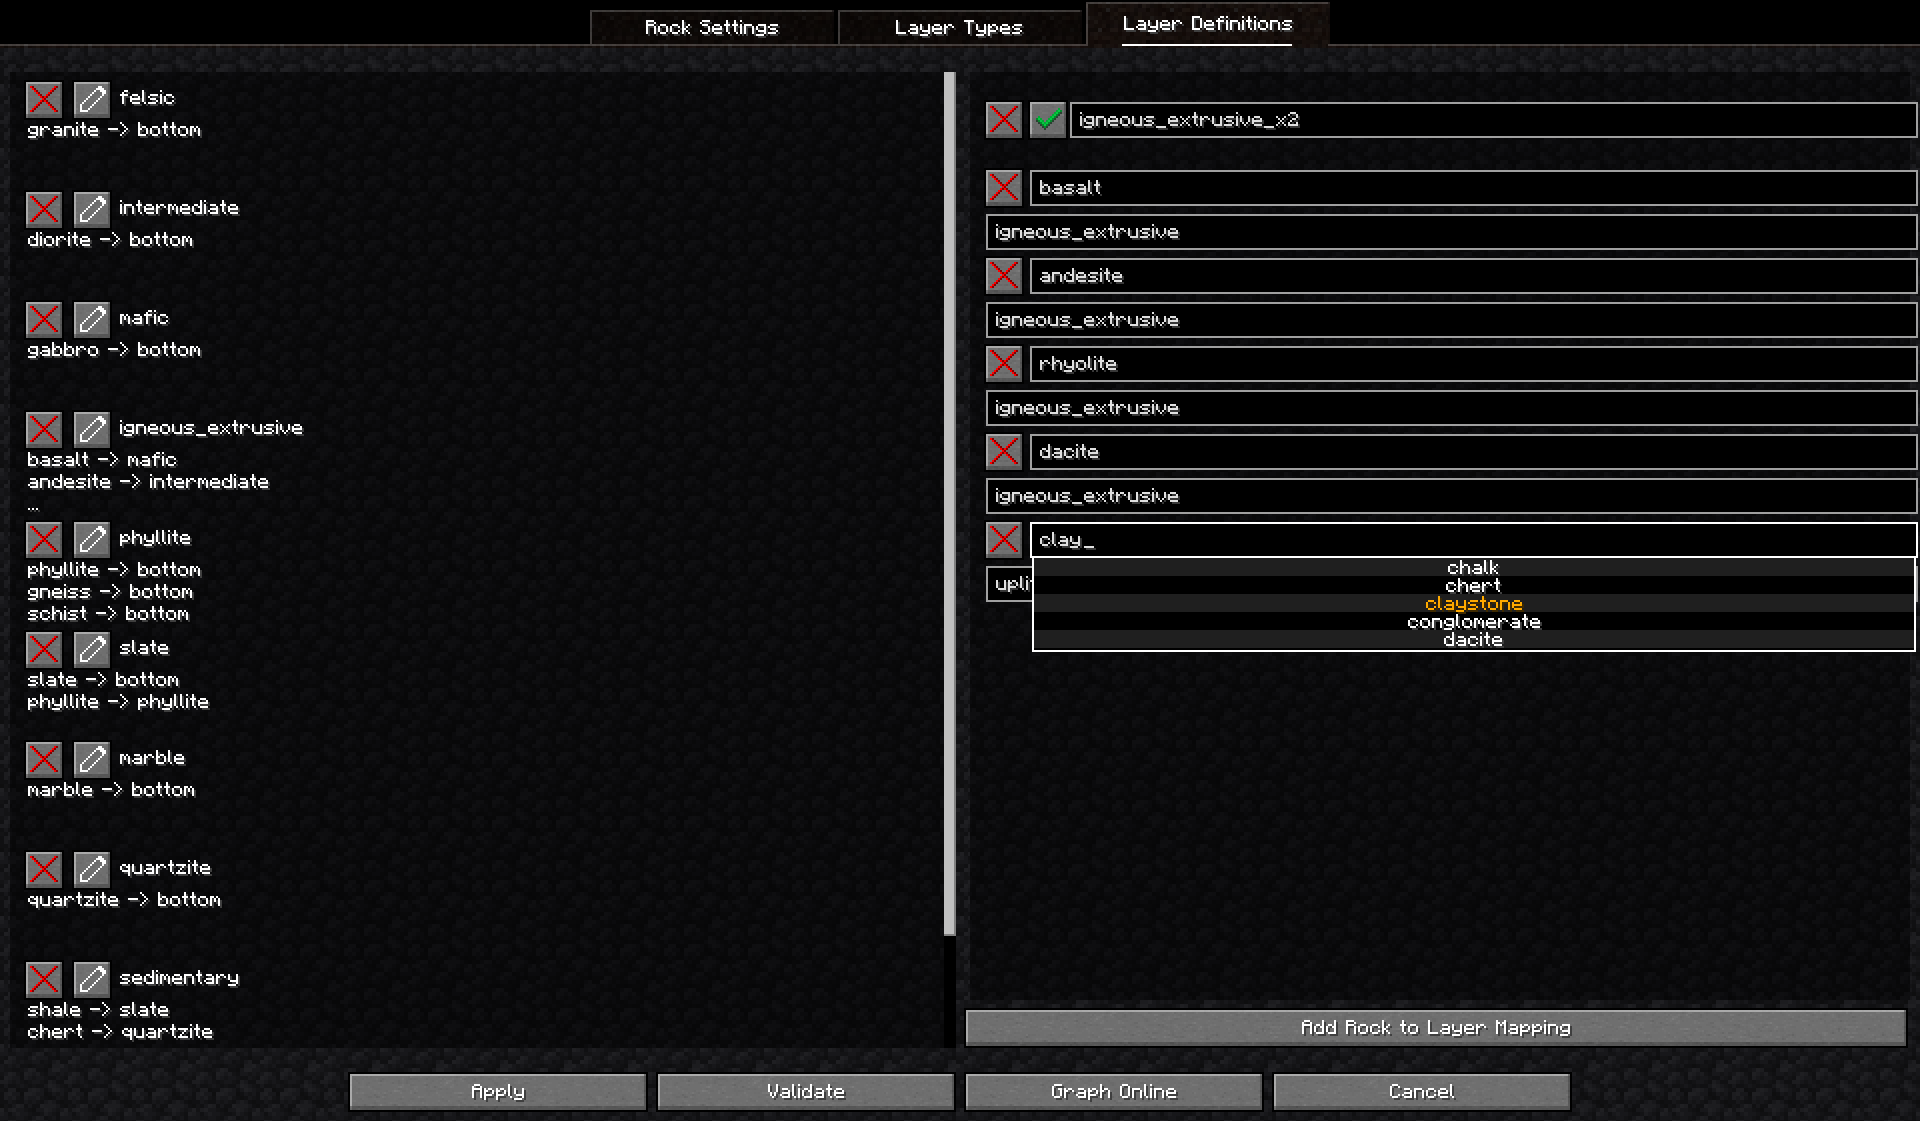 Rock Settings
Layer Types
Layer Definitions
felsic
granite -> bottom
intermediate
diorite -> bottom
mafic
gabbro -> bottom
igneous_extrusive
basalt -> mafic
andesite -> intermediate
...
phyllite
phyllite -> bottom
gneiss -> bottom
schist -> bottom
slate
slate -> bottom
phyllite -> phyllite
marble
marble -> bottom
quartzite
quartzite -> bottom
sedimentary
shale -> slate
chert -> quartzite
igneous_extrusive_x2
basalt
igneous_extrusive
andesite
igneous_extrusive
rhyolite
igneous_extrusive
dacite
igneous_extrusive
clay_
upli
chalk
chert
claystone
conglomerate
dacite
Add Rock to Layer Mapping
Apply
Validate
Graph Online
Cancel